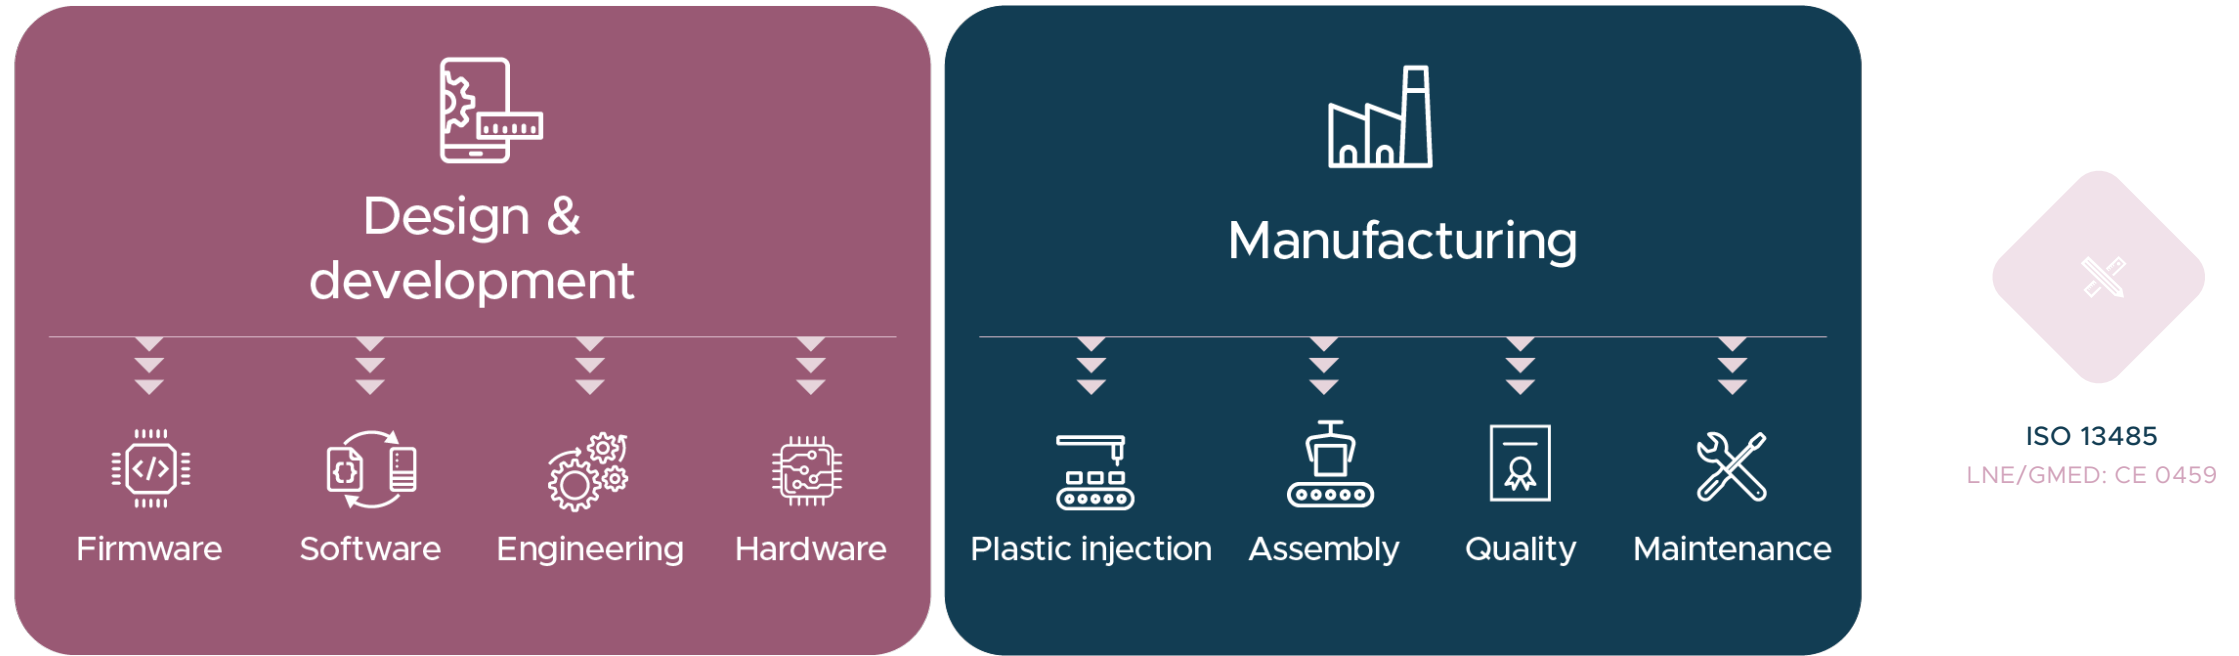 Design &
development
Firmware
Software
Engineering
Hardware
Manufacturing
Plastic injection
Assembly
Quality
Maintenance
ISO 13485
LNE/GMED: CE 0459